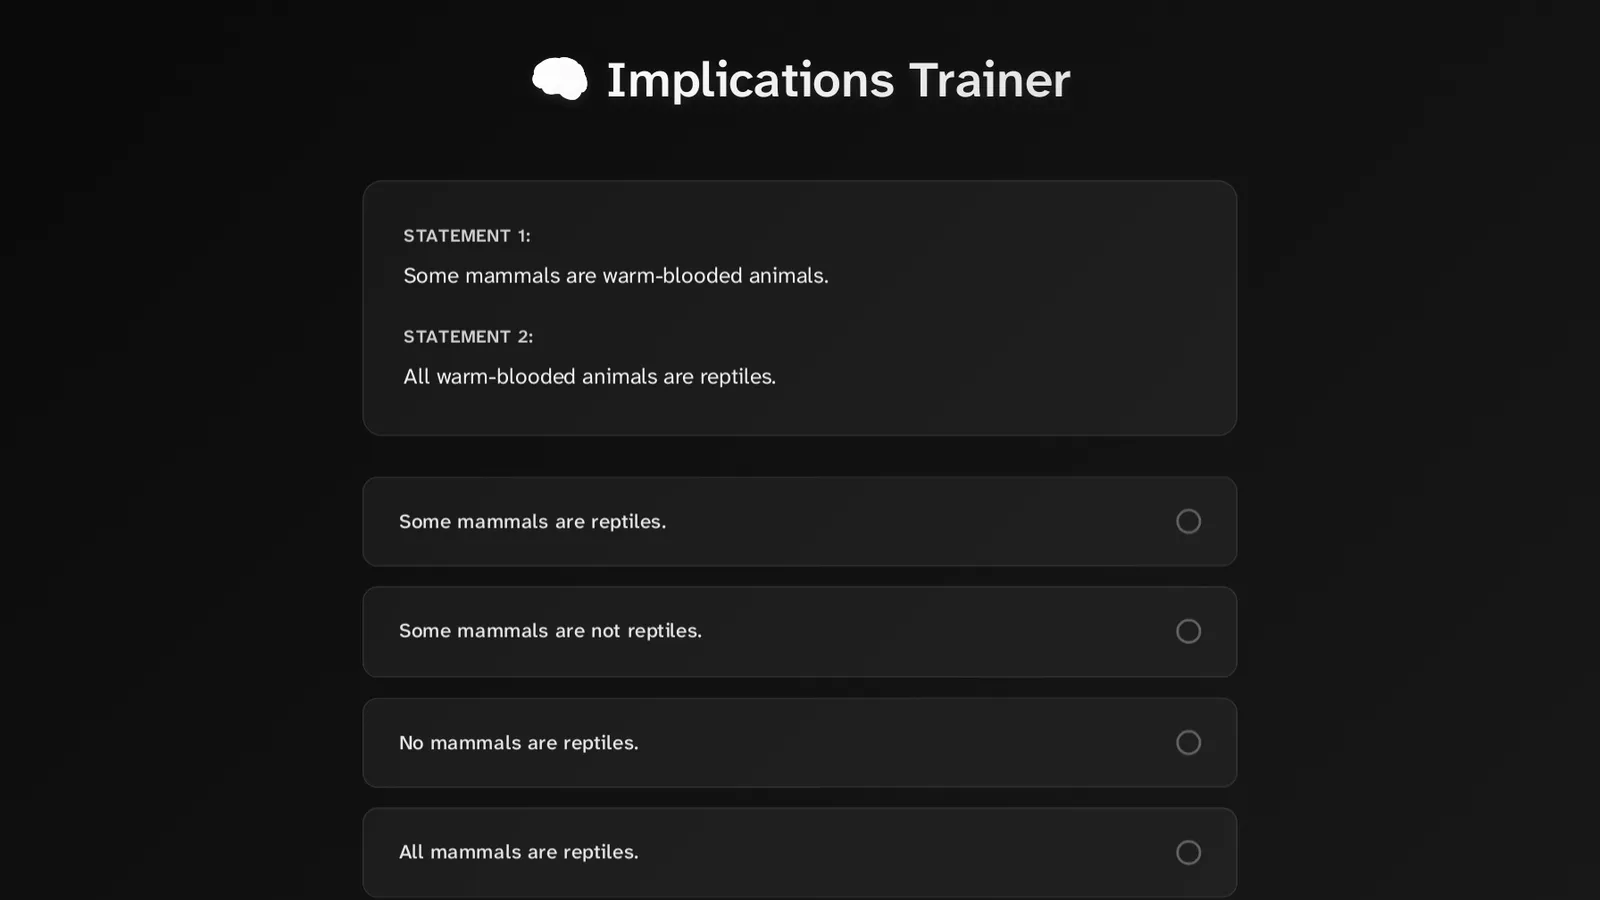 Implications Trainer
STATEMENT 1:
Some mammals are warm-blooded animals.
STATEMENT 2:
All warm-blooded animals are reptiles.
Some mammals are reptiles.
Some mammals are not reptiles.
No mammals are reptiles.
All mammals are reptiles.